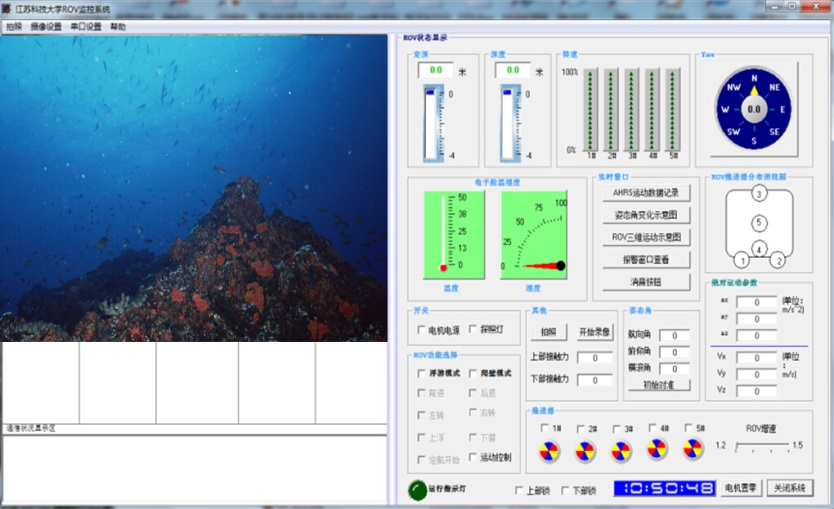 江苏科技大学ROV监控系统
拍照 摄像设置 串口设置 帮助
ROV状态显示
定深
0.0 米
0
-4
深度
0.0 米
0
-4
转速
100%
0%
1# 2# 3# 4# 5#
Yaw
N
NE
E
SE
S
SW
W
NW
0.0
电子舱温湿度
50
38
25
13
0
温度
0
25
50
75
100
湿度
实时窗口
AHRS运动数据记录
姿态角变化示意图
ROV三维运动示意图
报警窗口查看
消音按钮
ROV推进器分布俯视图
3
5
4
1 2
绝对运动参数
ax 0 (单位: m/s^2)
ay 0
az 0
Vx 0 (单位: m/s)
Vy 0
Vz 0
开关
电机电源 探照灯
其他
拍照 开始录像
上部接触力 0
下部接触力 0
姿态角
航向角 0
俯仰角 0
横滚角 0
初始对准
ROV功能选择
浮游模式 爬壁模式
前进 后退
左转 右转
上浮 下潜
定航开始 运动控制
推进器
1# 2# 3# 4# 5#
ROV增速
1.2 1.5
通信状况显示区
运行指示灯
上部锁 下部锁
10:50:48
电机置零 关闭系统